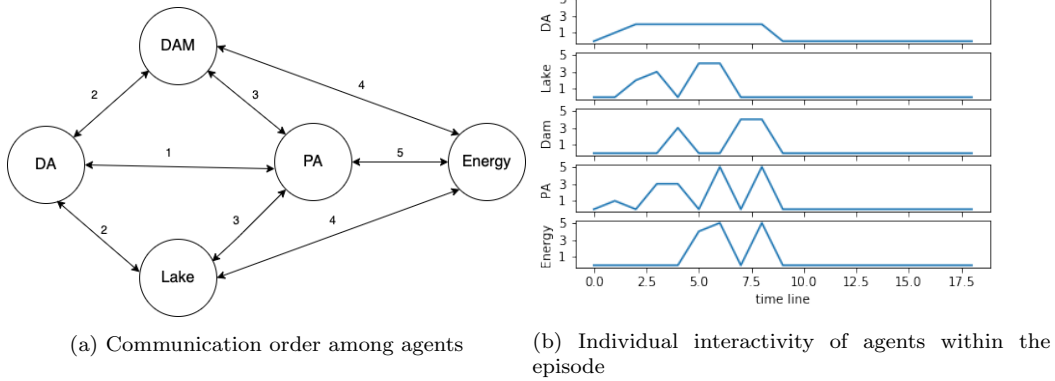 DAM
4
2
3
1
5
DA
PA
Energy
2
3
4
Lake
(a) Communication order among agents
DA
3
1
Lake
5
3
1
Dam
5
3
1
PA
5
3
1
Energy
5
3
1
0.0 2.5 5.0 7.5 10.0 12.5 15.0 17.5
time line
(b) Individual interactivity of agents within the
episode